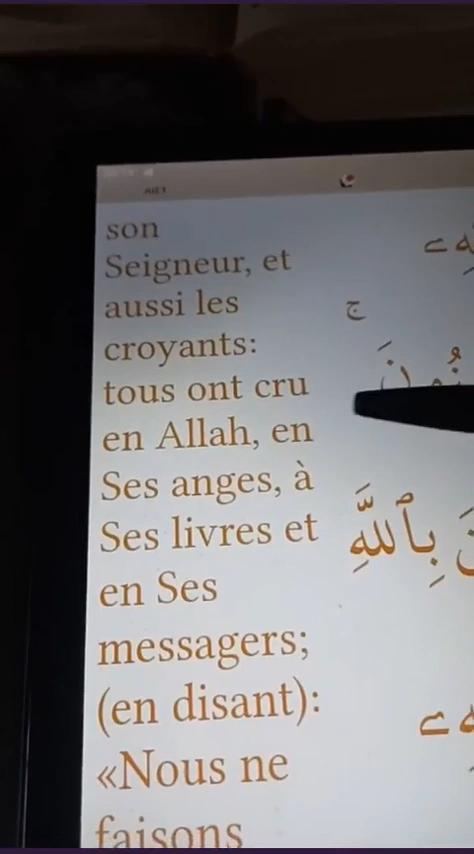 son
Seigneur, et
aussi les
croyants:
tous ont cru
en Allah, en
Ses anges, à
Ses livres et
en Ses
messagers;
(en disant):
«Nous ne
faisons
ج
بِٱللَّهِ